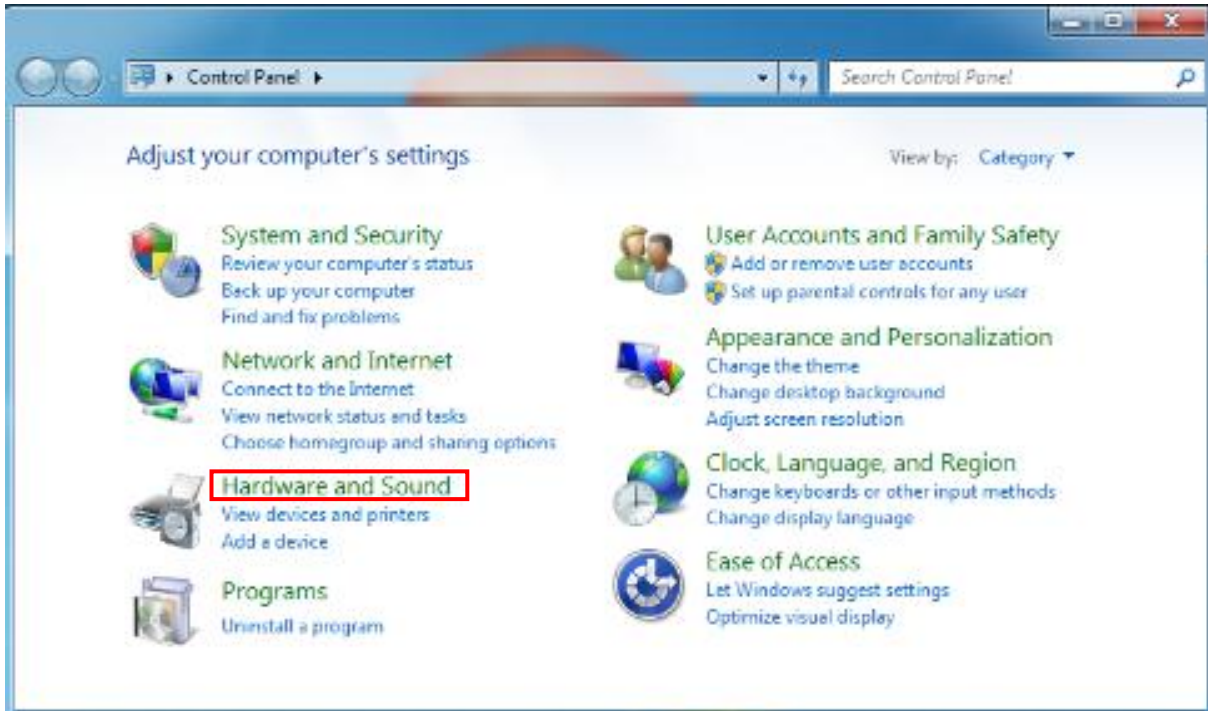 Control Panel
Search Control Panel
Adjust your computer's settings
View by: Category
System and Security
Review your computer's status
Back up your computer
Find and fix problems
Network and Internet
Connect to the Internet
View network status and tasks
Choose homegroup and sharing options
Hardware and Sound
View devices and printers
Add a device
Programs
Uninstall a program
User Accounts and Family Safety
Add or remove user accounts
Set up parental controls for any user
Appearance and Personalization
Change the theme
Change desktop background
Adjust screen resolution
Clock, Language, and Region
Change keyboards or other input methods
Change display language
Ease of Access
Let Windows suggest settings
Optimize visual display